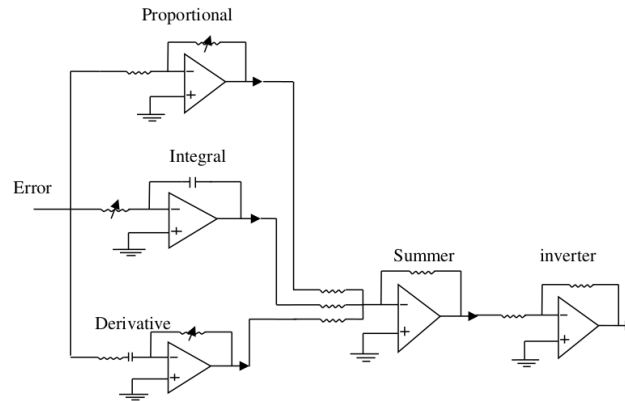 Proportional
Integral
Error
Summer
inverter
Derivative